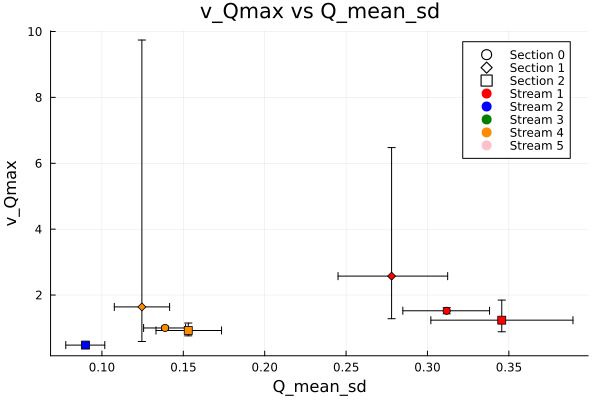 v_Qmax vs Q_mean_sd
10
8
6
4
2
v_Qmax
Section 0
Section 1
Section 2
Stream 1
Stream 2
Stream 3
Stream 4
Stream 5
0.10 0.15 0.20 0.25 0.30 0.35
Q_mean_sd